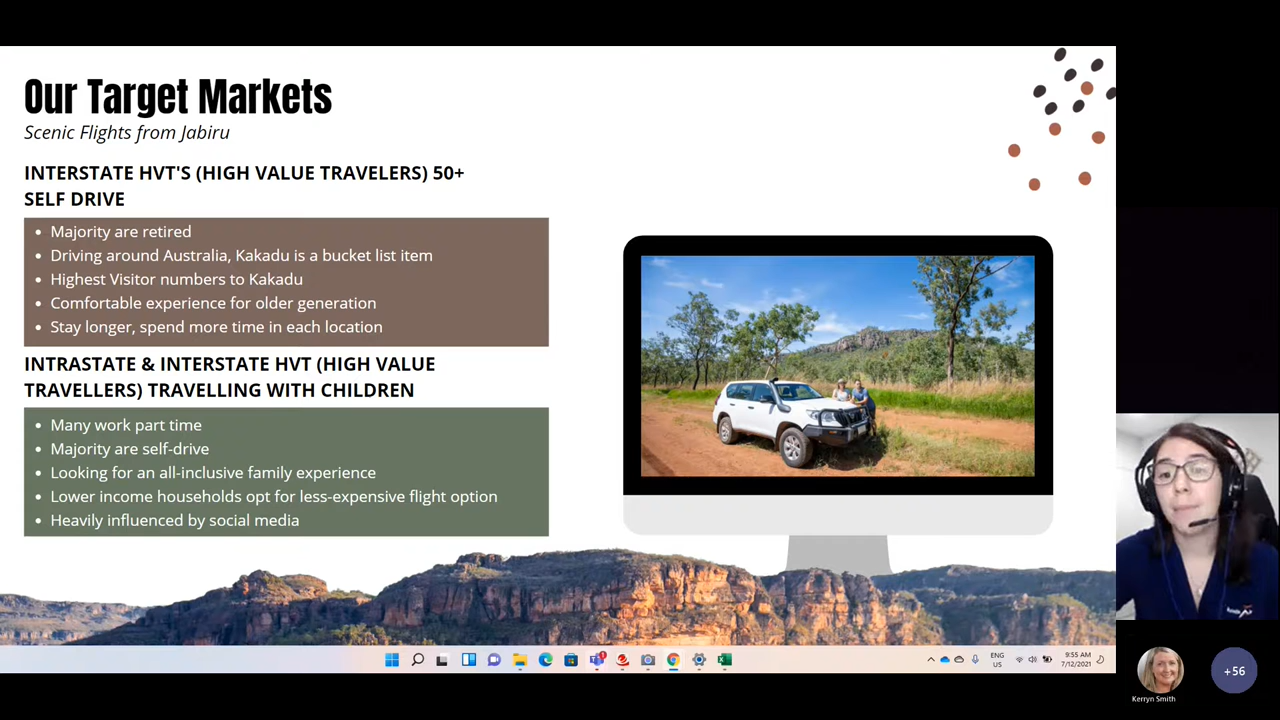 Our Target Markets
Scenic Flights from Jabiru
INTERSTATE HVT'S (HIGH VALUE TRAVELERS) 50+
SELF DRIVE
• Majority are retired
• Driving around Australia, Kakadu is a bucket list item
• Highest Visitor numbers to Kakadu
• Comfortable experience for older generation
• Stay longer, spend more time in each location
INTRASTATE & INTERSTATE HVT (HIGH VALUE
TRAVELLERS) TRAVELLING WITH CHILDREN
• Many work part time
• Majority are self-drive
• Looking for an all-inclusive family experience
• Lower income households opt for less-expensive flight option
• Heavily influenced by social media
ENG
US
9:55 AM
7/12/2021
Kerryn Smith
+56